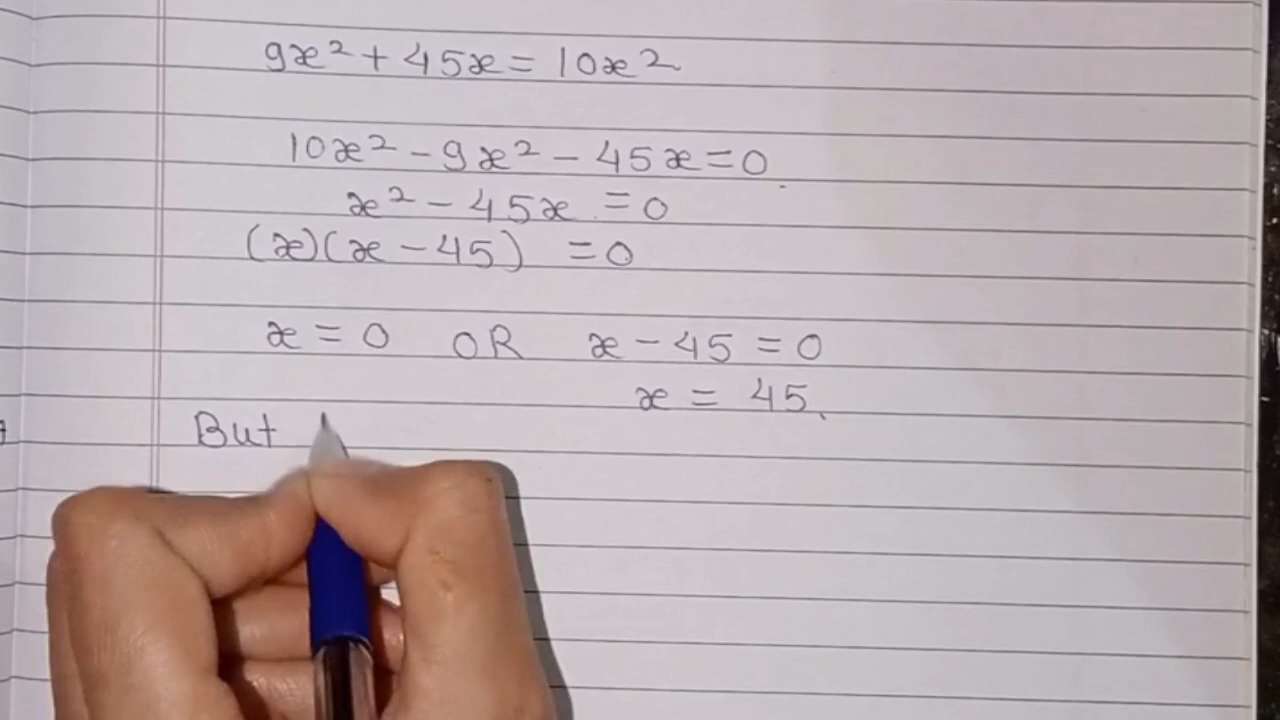 9x² + 45x = 10x²
10x² - 9x² - 45x = 0
x² - 45x = 0
(x)(x - 45) = 0
x = 0 OR x - 45 = 0
x = 45
But